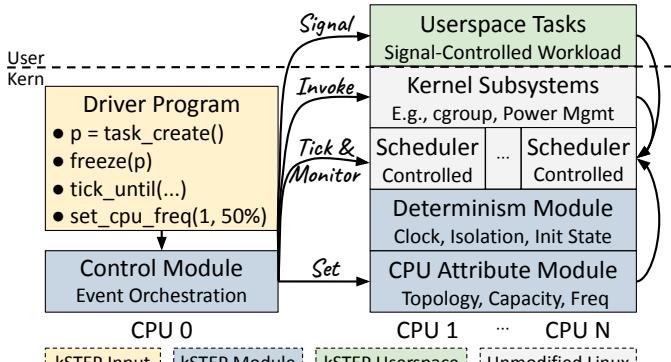 User
Kern
Driver Program
● p = task_create()
● freeze(p)
● tick_until(...)
● set_cpu_freq(1, 50%)
Control Module
Event Orchestration
CPU 0
Signal
Invoke
Tick &
Monitor
Set
Userspace Tasks
Signal-Controlled Workload
Kernel Subsystems
E.g., cgroup, Power Mgmt
Scheduler ... Scheduler
Controlled Controlled
Determinism Module
Clock, Isolation, Init State
CPU Attribute Module
Topology, Capacity, Freq
CPU 1 ... CPU N
kSTEP Input kSTEP Module kSTEP Userspace Unmodified Linux